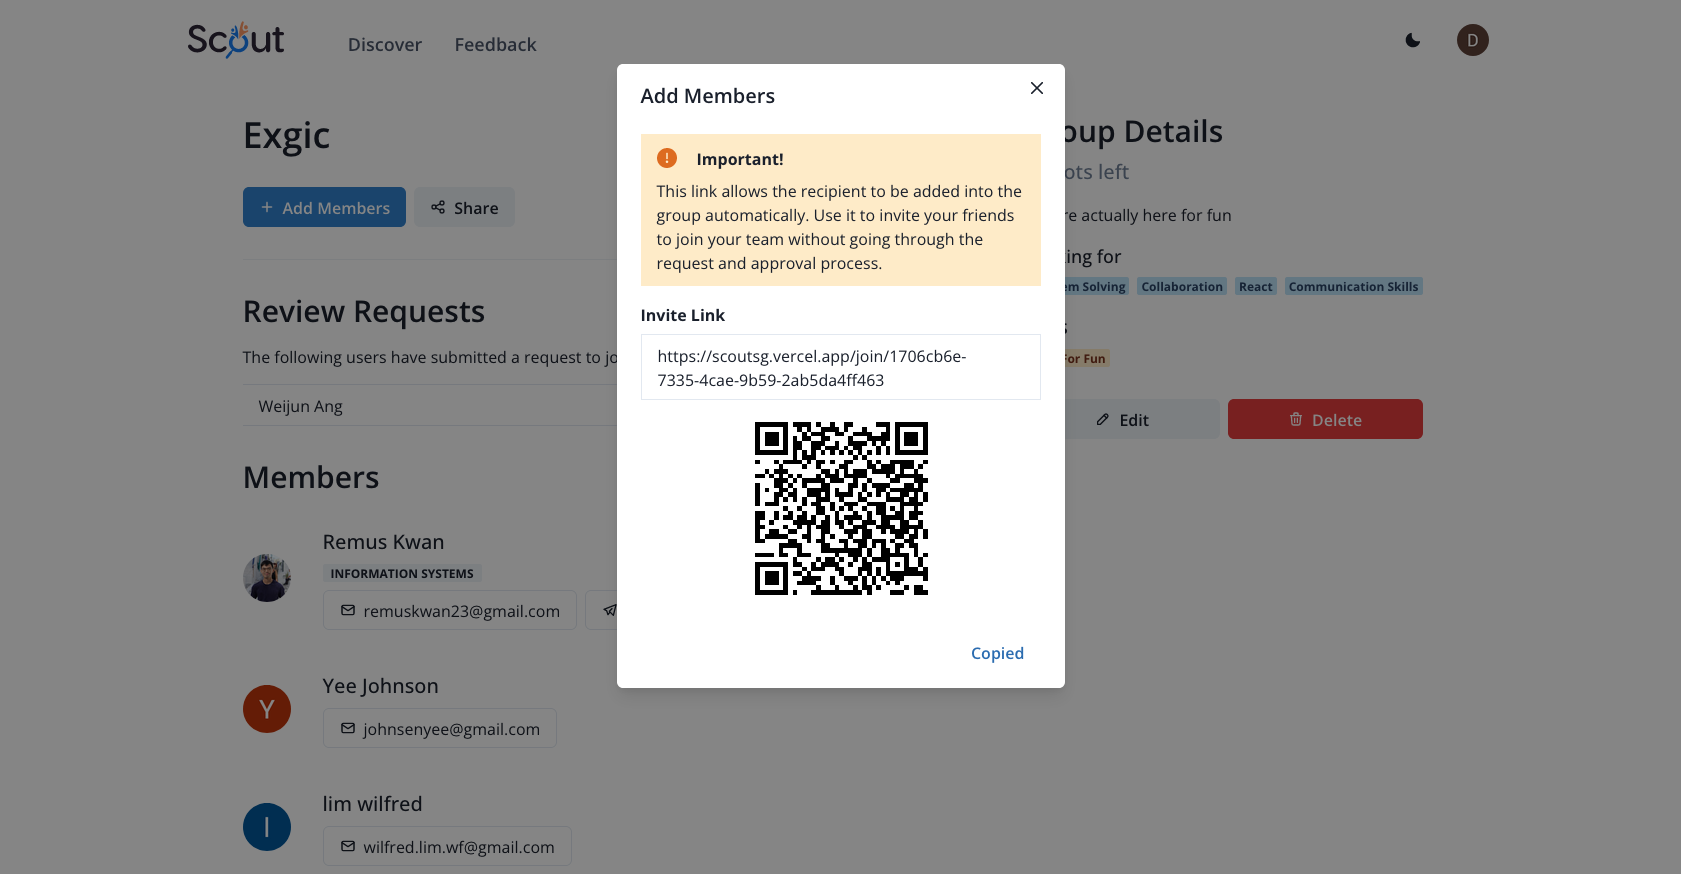 Scout
Discover
Feedback
D
Exgic
Add Members
Share
Review Requests
The following users have submitted a request to jo
Weijun Ang
Members
Remus Kwan
INFORMATION SYSTEMS
remuskwan23@gmail.com
Y
Yee Johnson
johnsenyee@gmail.com
l
lim wilfred
wilfred.lim.wf@gmail.com
Add Members
Important!
This link allows the recipient to be added into the
group automatically. Use it to invite your friends
to join your team without going through the
request and approval process.
Invite Link
https://scoutsg.vercel.app/join/1706cb6e-
7335-4cae-9b59-2ab5da4ff463
Copied
oup Details
ots left
re actually here for fun
ing for
em Solving
Collaboration
React
Communication Skills
s
For Fun
Edit
Delete